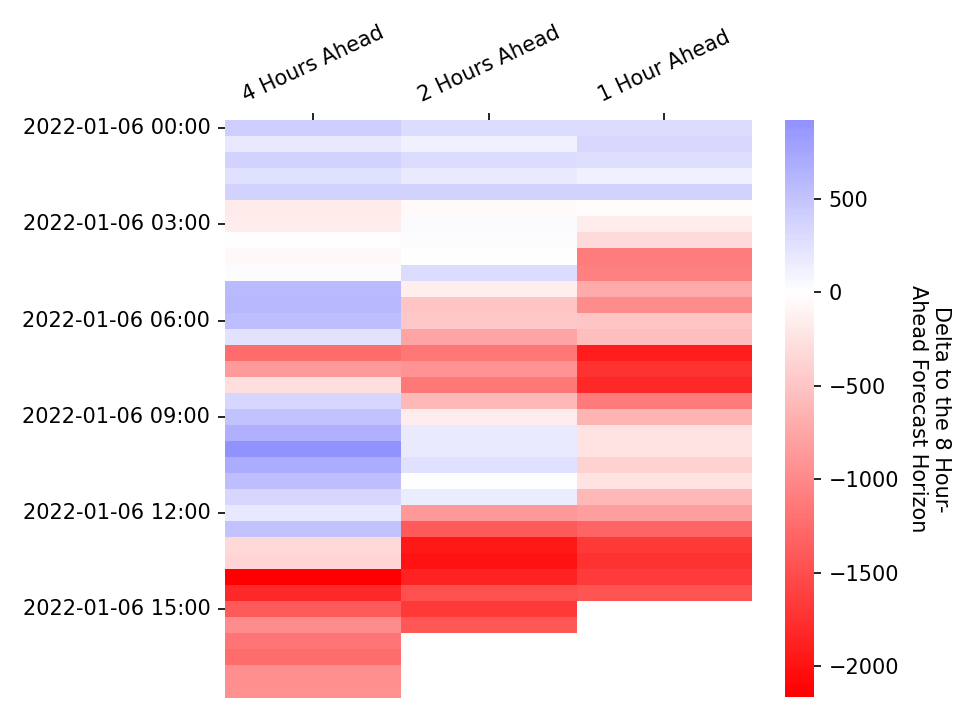 4 Hours Ahead
2 Hours Ahead
1 Hour Ahead
2022-01-06 00:00
2022-01-06 03:00
2022-01-06 06:00
2022-01-06 09:00
2022-01-06 12:00
2022-01-06 15:00
500
0
−500
−1000
−1500
−2000
Delta to the 8 Hour-
Ahead Forecast Horizon